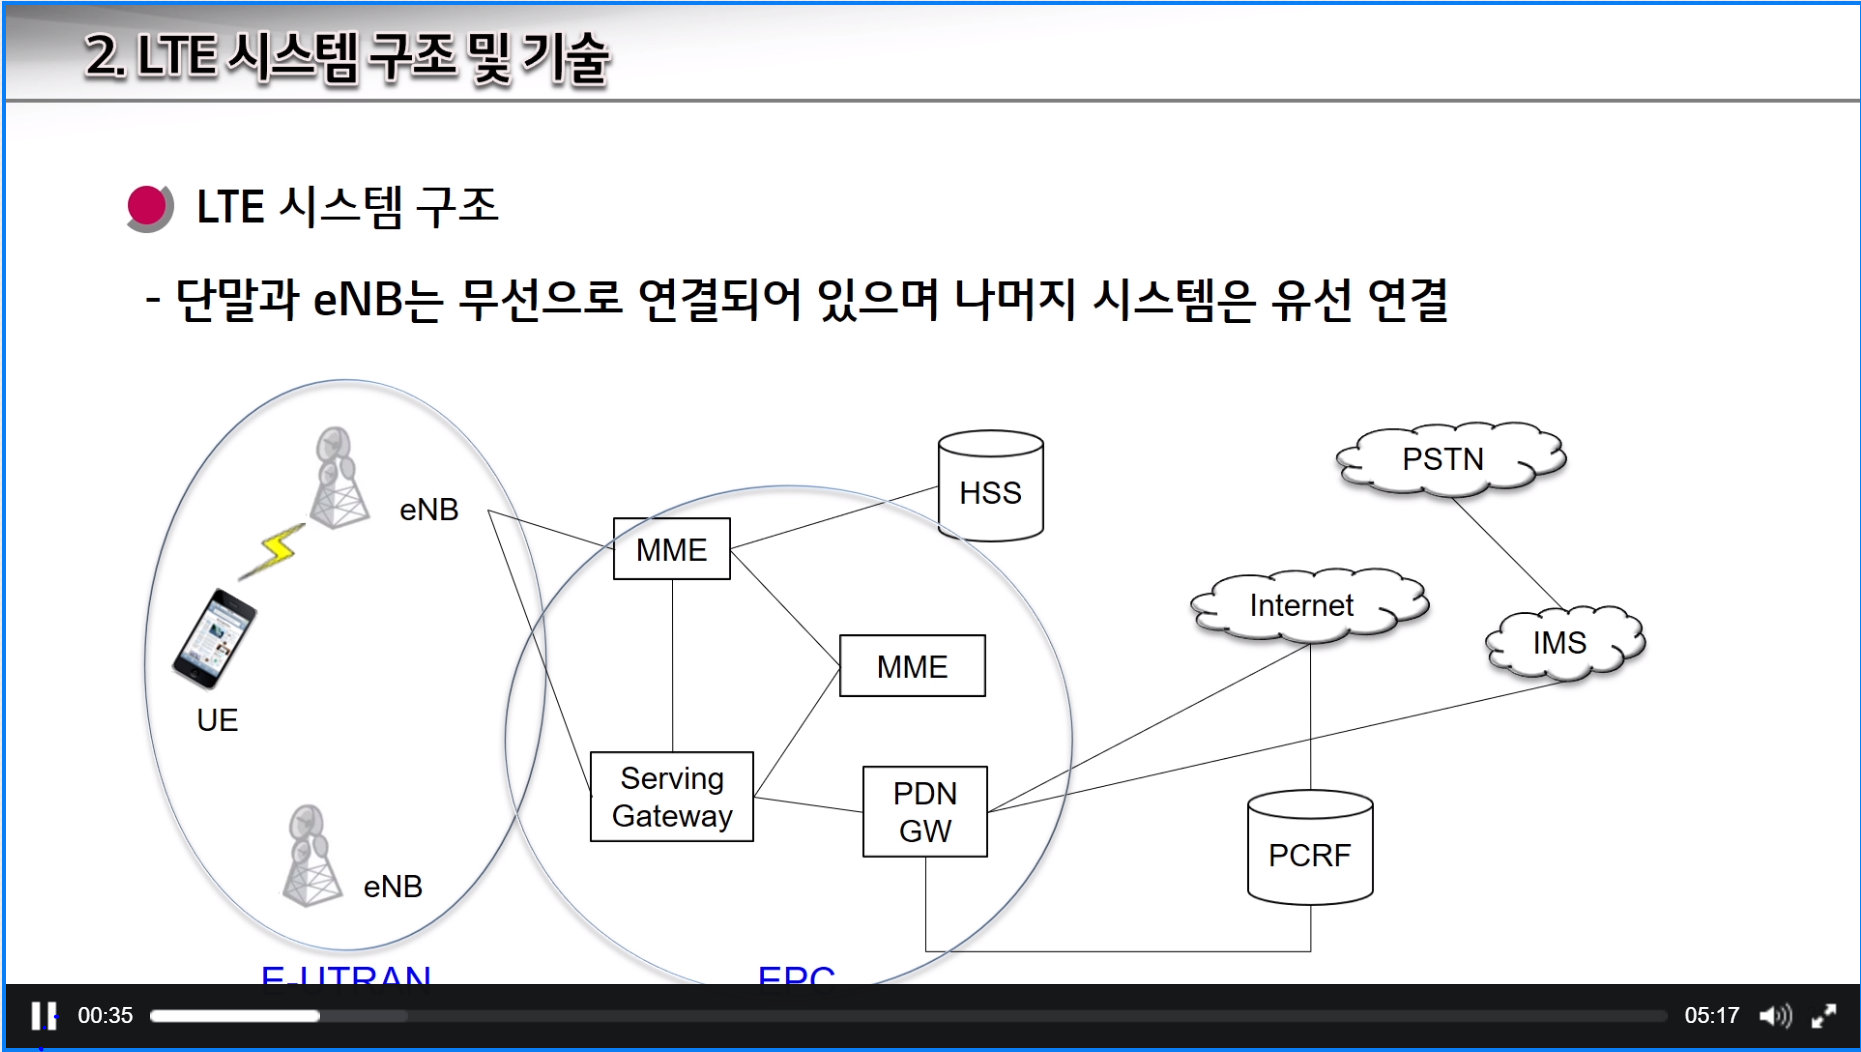 2. LTE 시스템 구조 및 기술
LTE 시스템 구조
- 단말과 eNB는 무선으로 연결되어 있으며 나머지 시스템은 유선 연결
PSTN
HSS
eNB
MME
Internet
IMS
MME
UE
Serving
Gateway
PDN
GW
PCRF
eNB
E-UTRAN
EPC
00:35
05:17